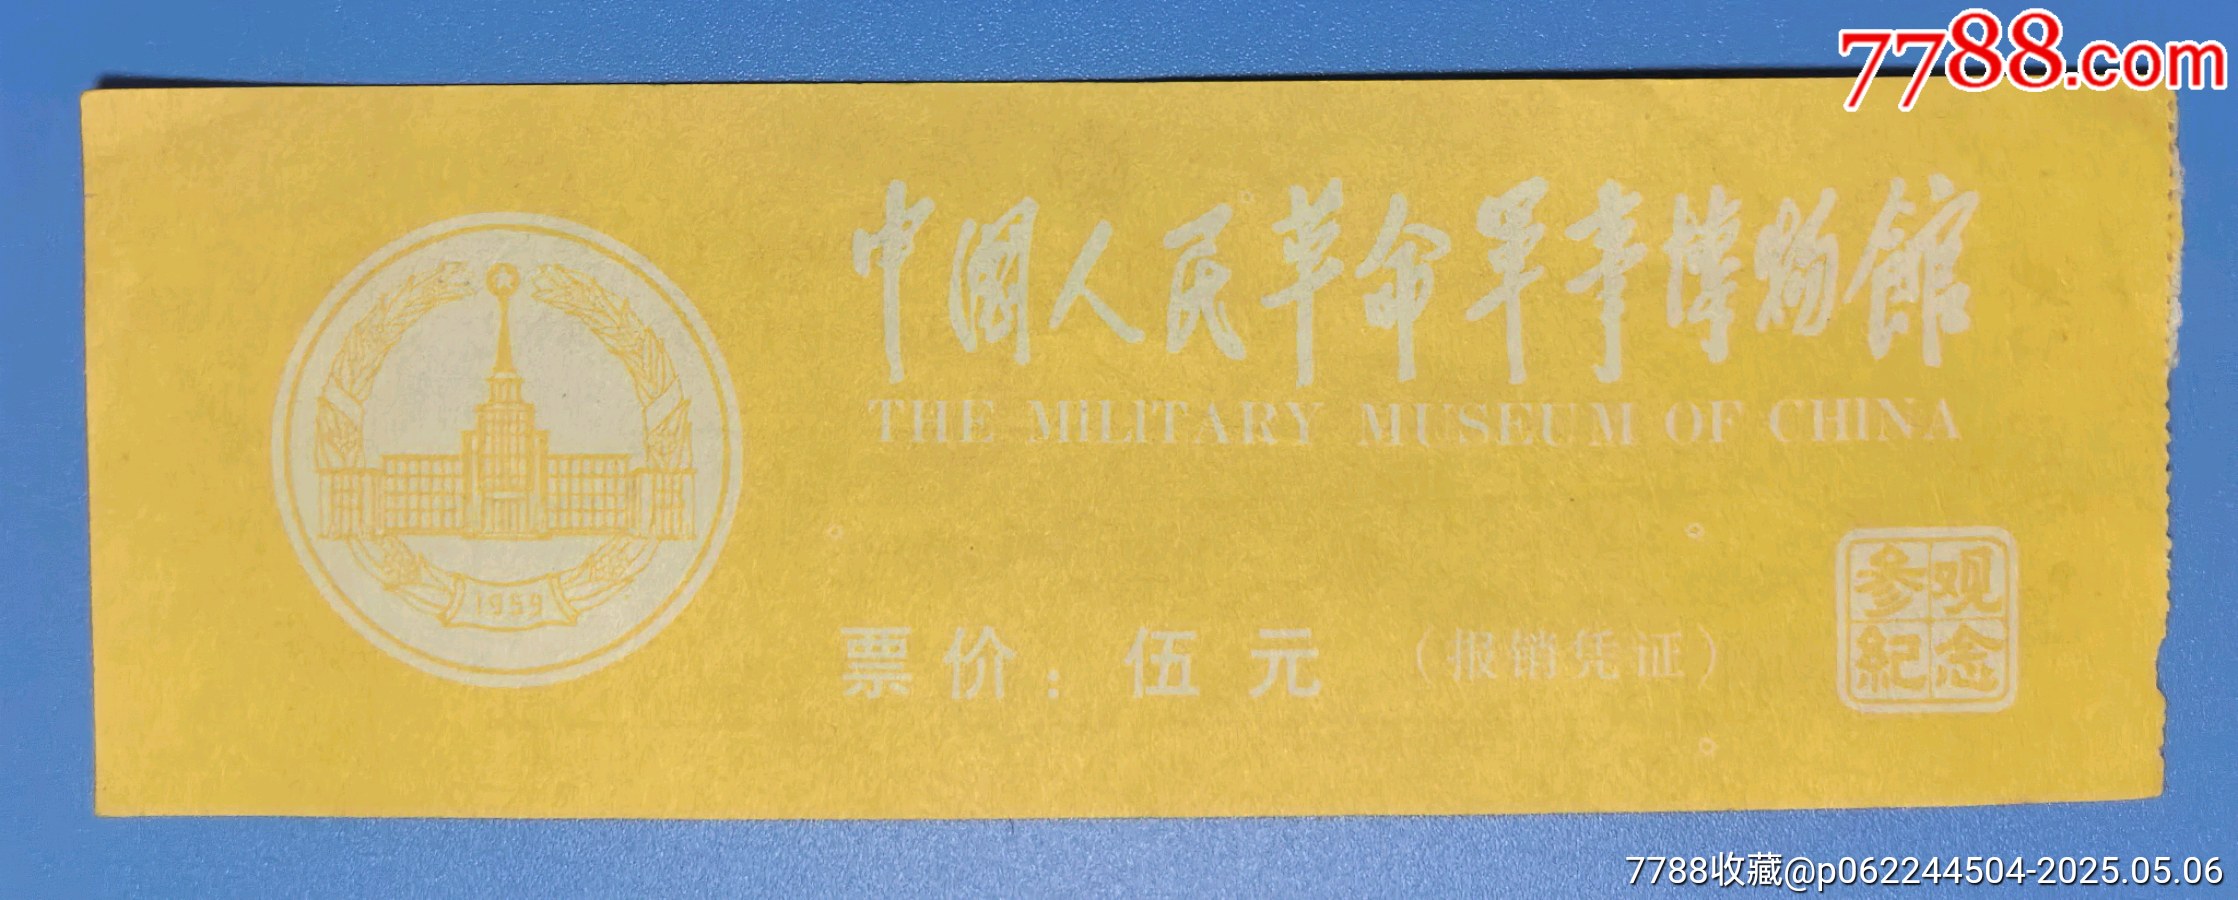 7788.com
中國人民革命军事博物館
THE MILITARY MUSEUM OF CHINA
1959
票价：伍元（报销凭证）
参观
紀念
7788收藏@p062244504-2025.05.06